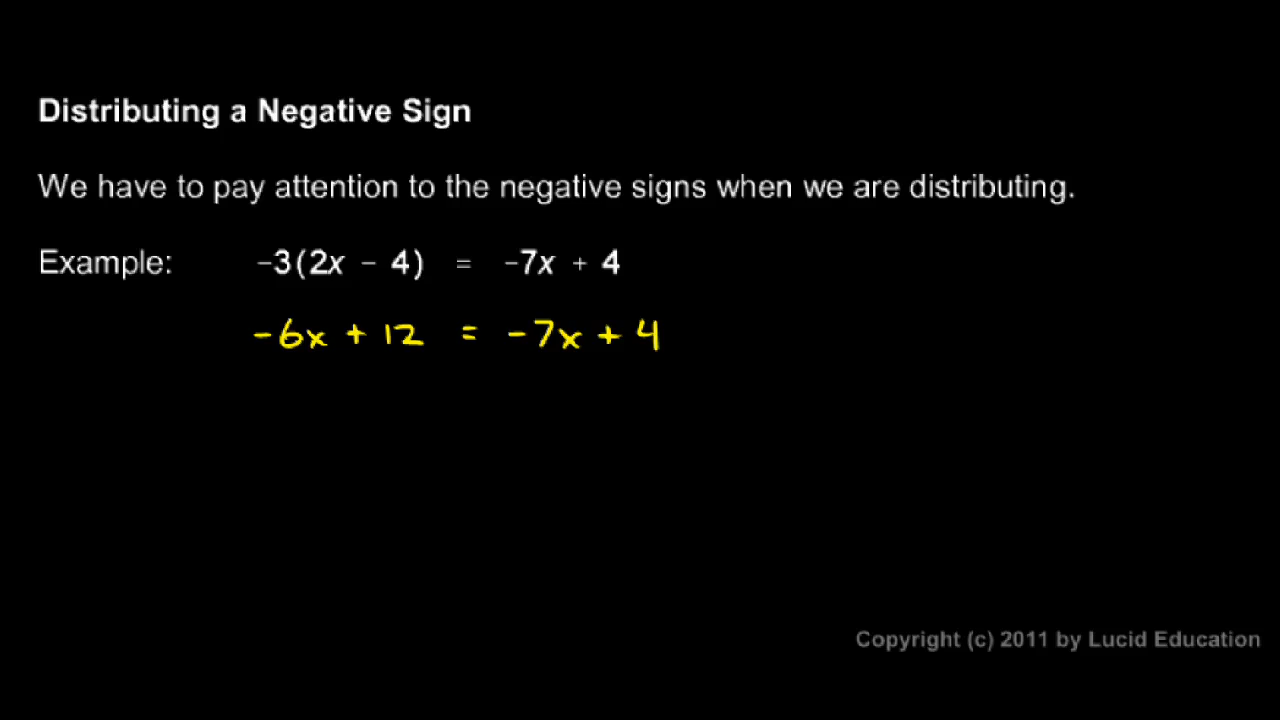 Distributing a Negative Sign
We have to pay attention to the negative signs when we are distributing.
Example: −3(2x − 4) = −7x + 4
-6x + 12 = -7x + 4
Copyright (c) 2011 by Lucid Education